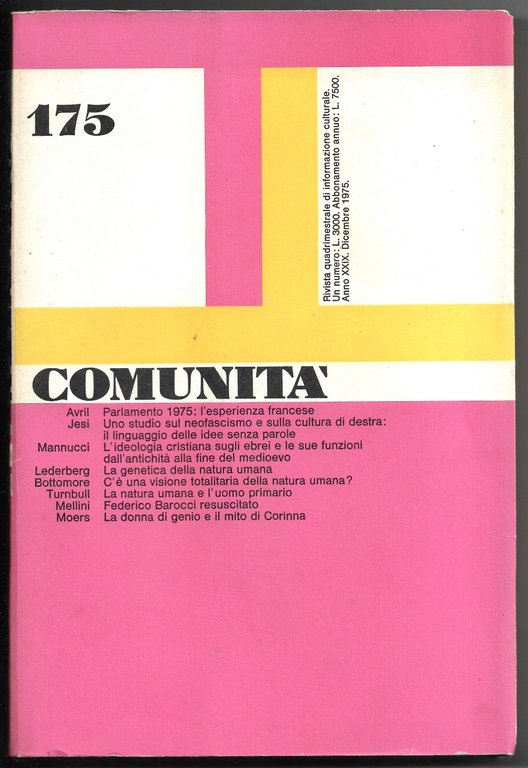 175
Rivista quadrimestrale di informazione culturale.
Un numero: L. 3000. Abbonamento annuo: L. 7500.
Anno XXIX. Dicembre 1975.
COMUNITÀ
Avril Parlamento 1975: l'esperienza francese
Jesi Uno studio sul neofascismo e sulla cultura di destra:
il linguaggio delle idee senza parole
Mannucci L'ideologia cristiana sugli ebrei e le sue funzioni
dall'antichità alla fine del medioevo
Lederberg La genetica della natura umana
Bottomore C'è una visione totalitaria della natura umana?
Turnbull La natura umana e l'uomo primario
Mellini Federico Barocci resuscitato
Moers La donna di genio e il mito di Corinna